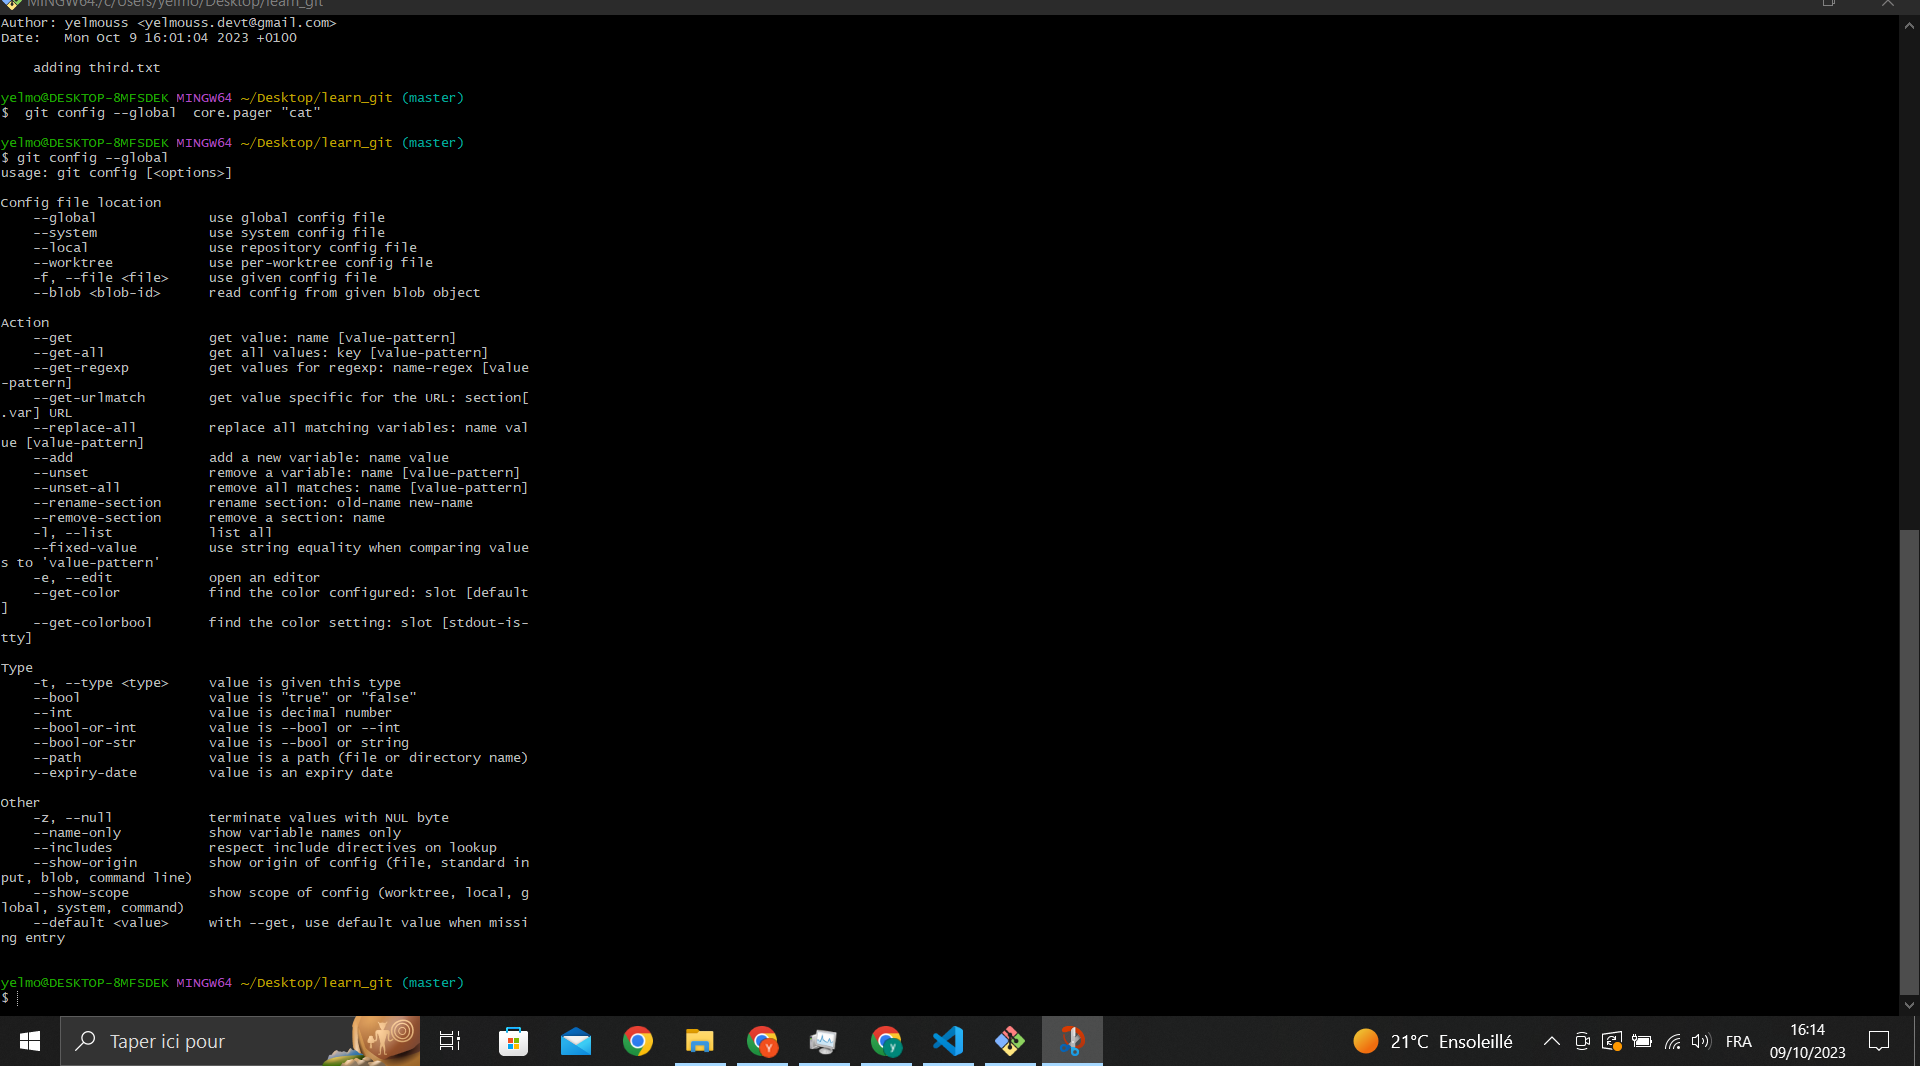 MINGW64:/c/Users/yelmo/Desktop/learn_git
Author: yelmouss <yelmouss.devt@gmail.com>
Date:   Mon Oct 9 16:01:04 2023 +0100
    adding third.txt
yelmo@DESKTOP-8MFSDEK MINGW64 ~/Desktop/learn_git (master)
$  git config --global  core.pager "cat"
yelmo@DESKTOP-8MFSDEK MINGW64 ~/Desktop/learn_git (master)
$ git config --global
usage: git config [<options>]
Config file location
    --global              use global config file
    --system              use system config file
    --local               use repository config file
    --worktree            use per-worktree config file
    -f, --file <file>     use given config file
    --blob <blob-id>      read config from given blob object
Action
    --get                 get value: name [value-pattern]
    --get-all             get all values: key [value-pattern]
    --get-regexp          get values for regexp: name-regex [value
-pattern]
    --get-urlmatch        get value specific for the URL: section[
.var] URL
    --replace-all         replace all matching variables: name val
ue [value-pattern]
    --add                 add a new variable: name value
    --unset               remove a variable: name [value-pattern]
    --unset-all           remove all matches: name [value-pattern]
    --rename-section      rename section: old-name new-name
    --remove-section      remove a section: name
    -l, --list            list all
    --fixed-value         use string equality when comparing value
s to 'value-pattern'
    -e, --edit            open an editor
    --get-color           find the color configured: slot [default
]
    --get-colorbool       find the color setting: slot [stdout-is-
tty]
Type
    -t, --type <type>     value is given this type
    --bool                value is "true" or "false"
    --int                 value is decimal number
    --bool-or-int         value is --bool or --int
    --bool-or-str         value is --bool or string
    --path                value is a path (file or directory name)
    --expiry-date         value is an expiry date
Other
    -z, --null            terminate values with NUL byte
    --name-only           show variable names only
    --includes            respect include directives on lookup
    --show-origin         show origin of config (file, standard in
put, blob, command line)
    --show-scope          show scope of config (worktree, local, g
lobal, system, command)
    --default <value>     with --get, use default value when missi
ng entry
yelmo@DESKTOP-8MFSDEK MINGW64 ~/Desktop/learn_git (master)
$
Taper ici pour
Y
y
21°C Ensoleillé
FRA
16:14
09/10/2023